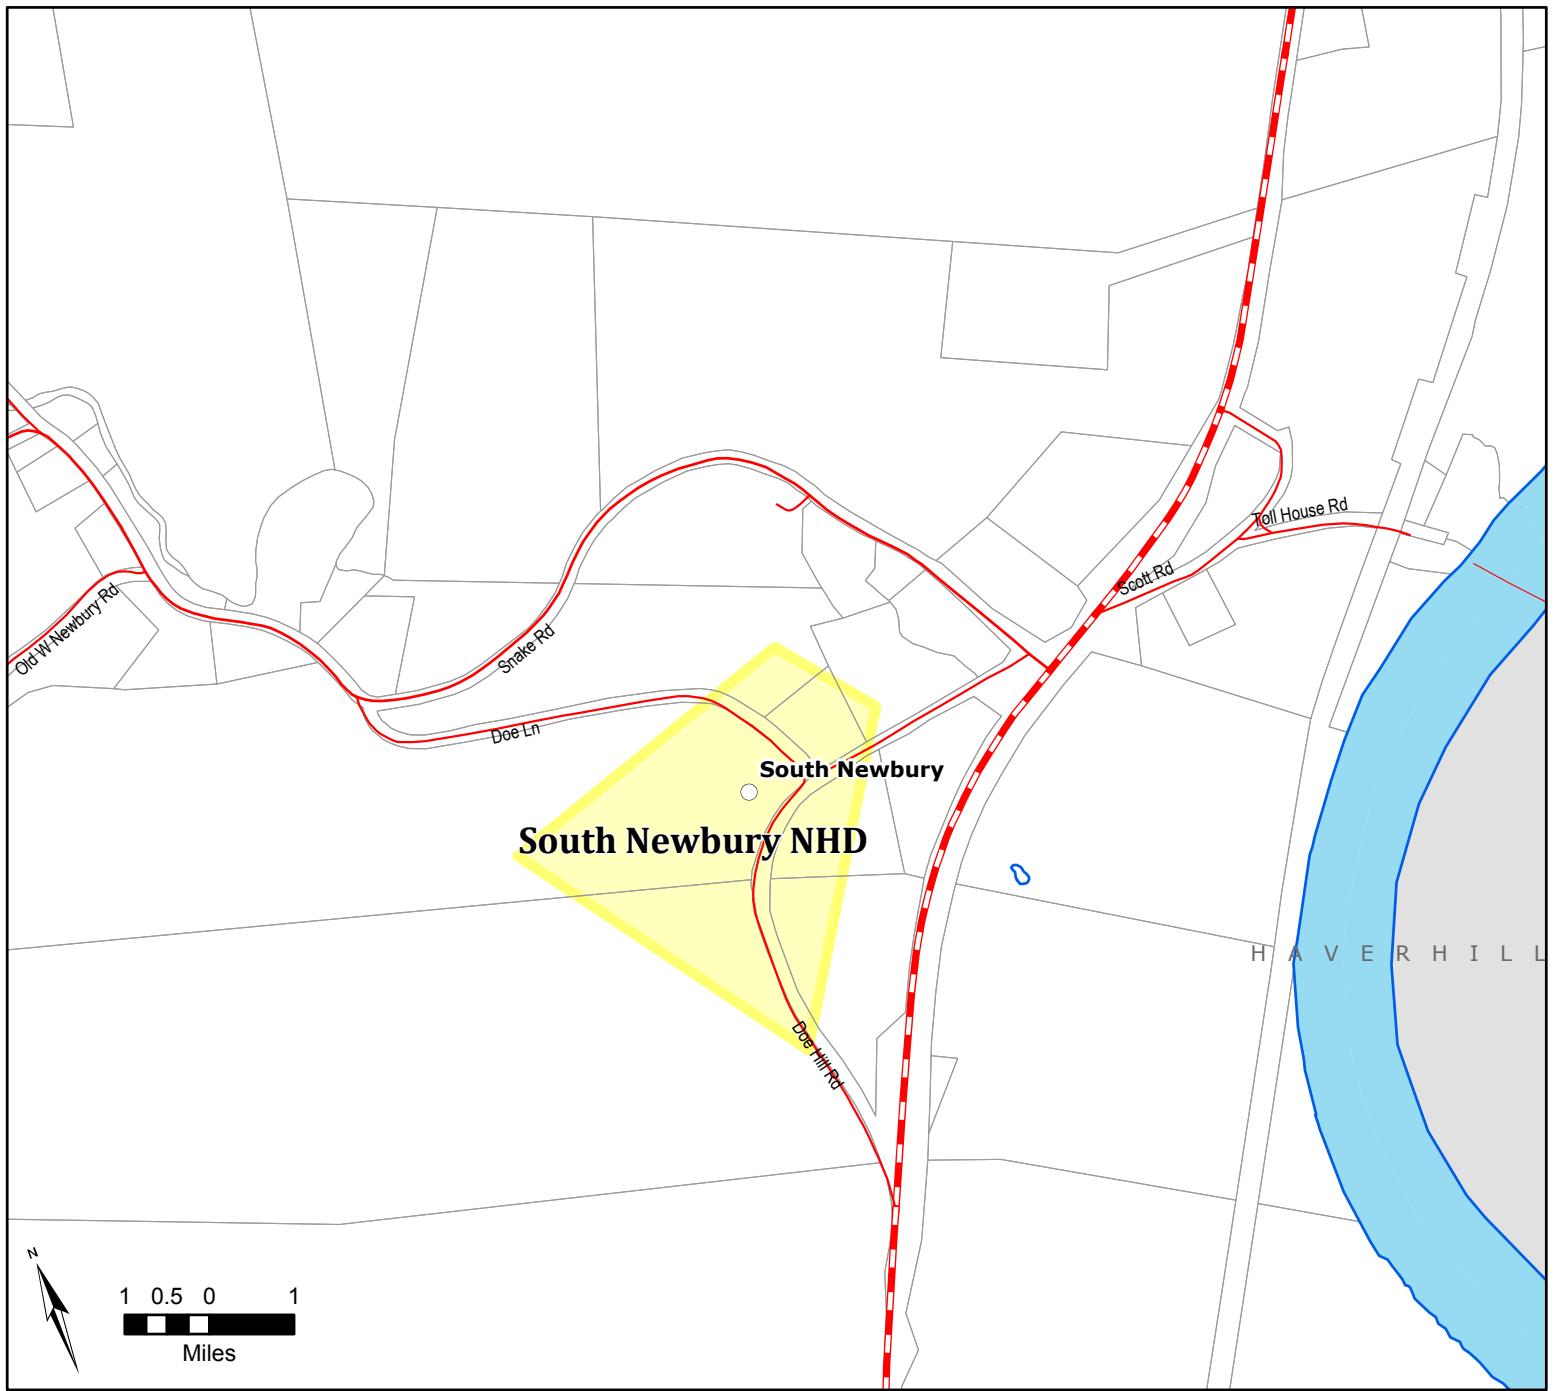 Toll House Rd
Scott Rd
Old W Newbury Rd
Snake Rd
Doe Ln
South Newbury
South Newbury NHD
HAVERHILL
Doe Hill Rd
N
1 0.5 0 1
Miles